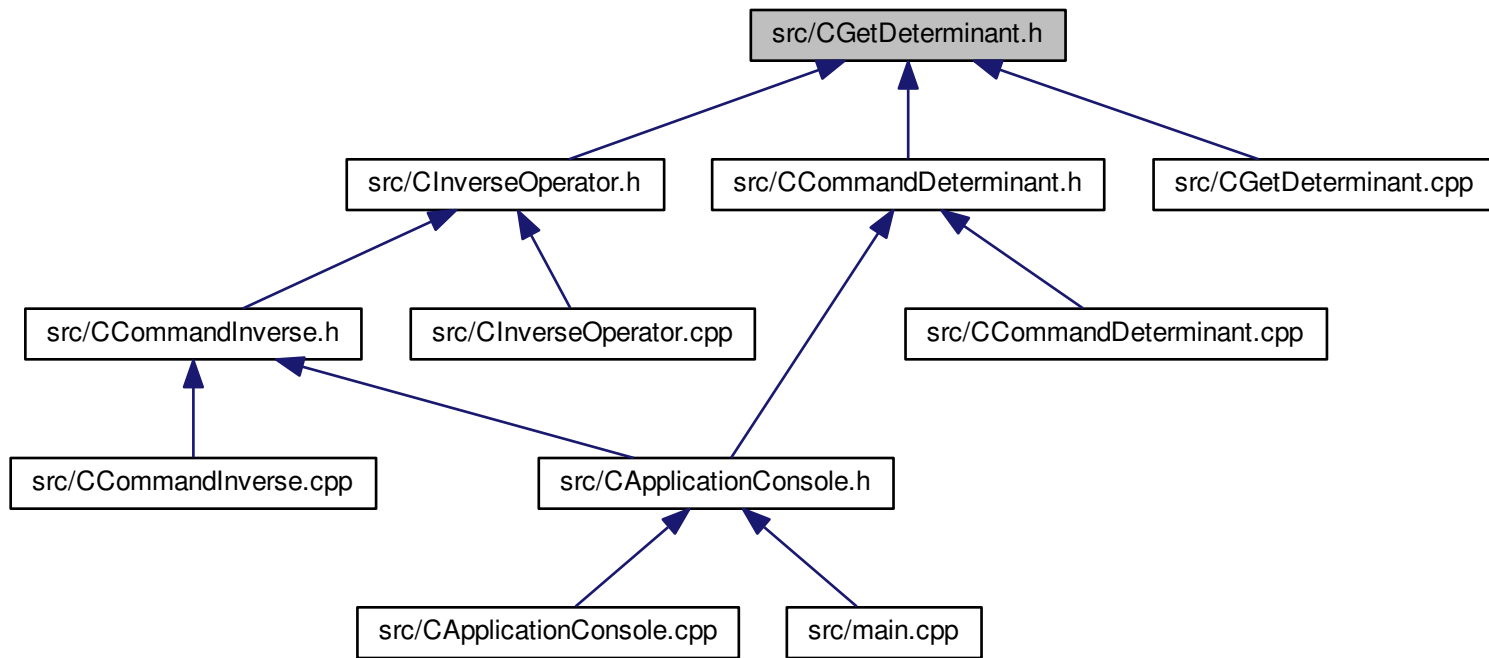 src/CGetDeterminant.h
src/CInverseOperator.h
src/CCommandDeterminant.h
src/CGetDeterminant.cpp
src/CCommandInverse.h
src/CInverseOperator.cpp
src/CCommandDeterminant.cpp
src/CCommandInverse.cpp
src/CApplicationConsole.h
src/CApplicationConsole.cpp
src/main.cpp